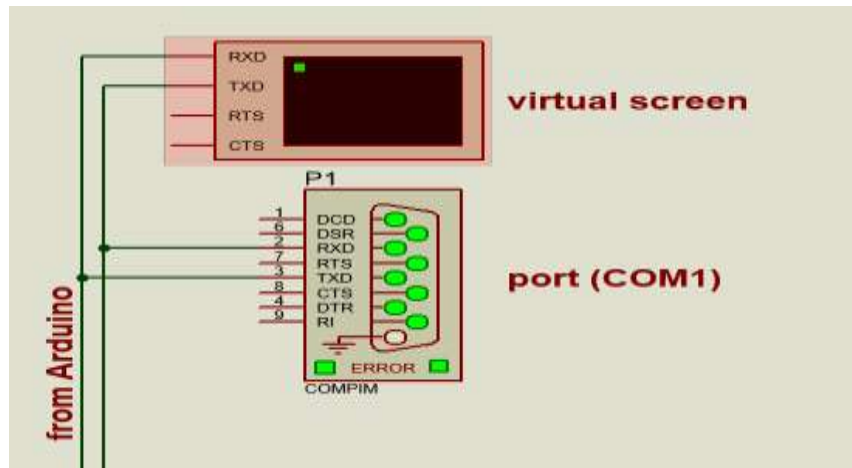 RXD
TXD
RTS
CTS
virtual screen
P1
1 DCD
6 DSR
2 RXD
7 RTS
3 TXD
8 CTS
4 DTR
9 RI
port (COM1)
ERROR
COMPIM
from Arduino